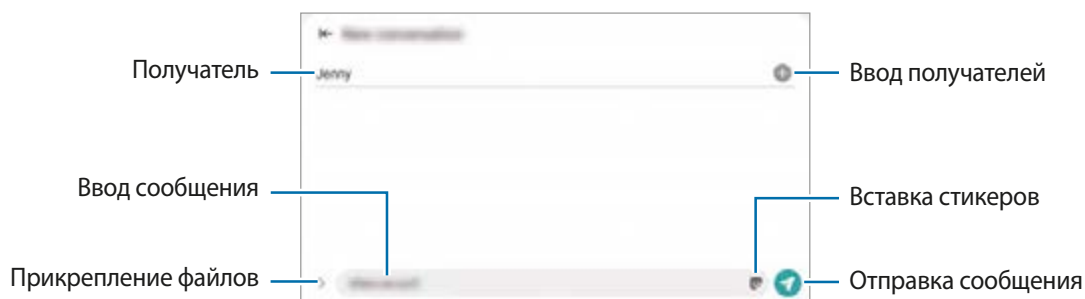 Получатель
Jenny
Ввод получателей
Ввод сообщения
Вставка стикеров
Прикрепление файлов
Отправка сообщения